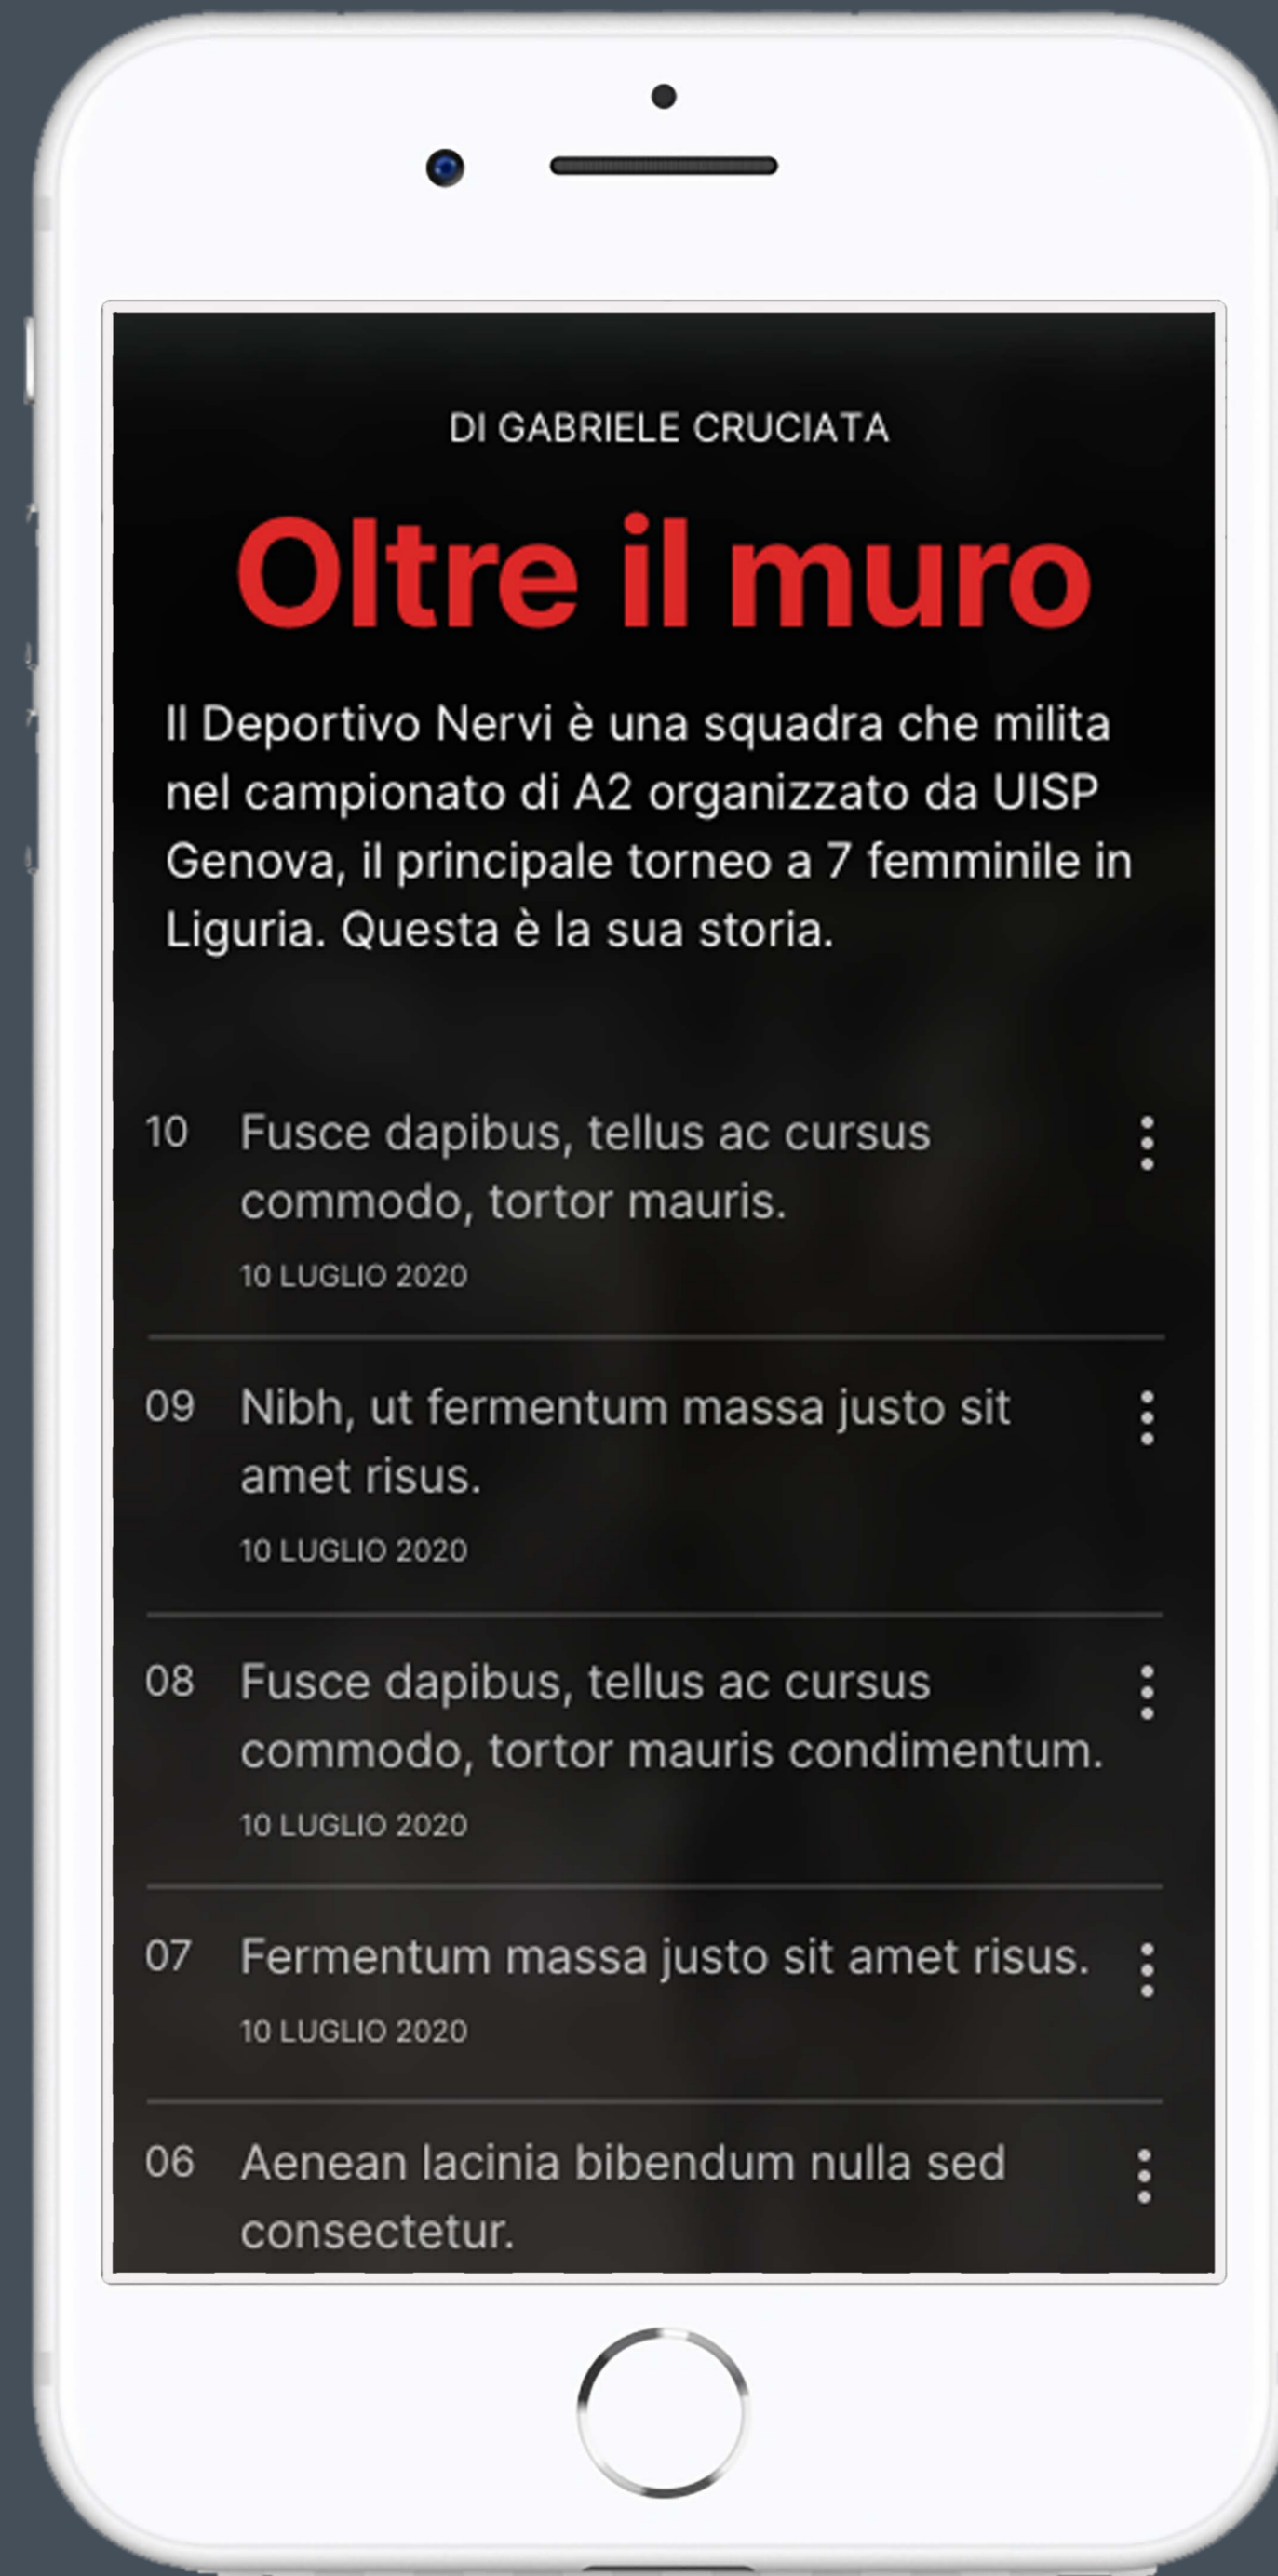 DI GABRIELE CRUCIATA
Oltre il muro
Il Deportivo Nervi è una squadra che milita
nel campionato di A2 organizzato da UISP
Genova, il principale torneo a 7 femminile in
Liguria. Questa è la sua storia.
10 Fusce dapibus, tellus ac cursus
commodo, tortor mauris.
10 LUGLIO 2020
09 Nibh, ut fermentum massa justo sit
amet risus.
10 LUGLIO 2020
08 Fusce dapibus, tellus ac cursus
commodo, tortor mauris condimentum.
10 LUGLIO 2020
07 Fermentum massa justo sit amet risus.
10 LUGLIO 2020
06 Aenean lacinia bibendum nulla sed
consectetur.